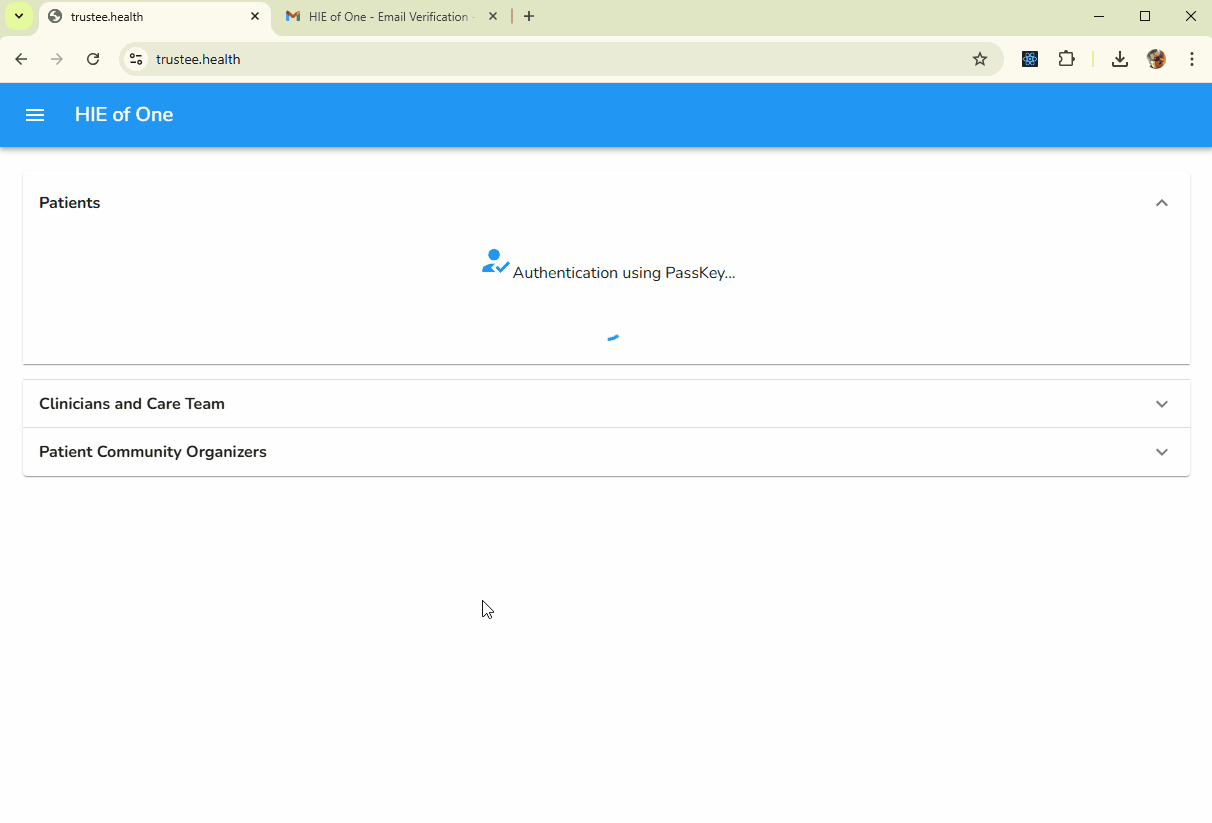 trustee.health
HIE of One - Email Verification
trustee.health
HIE of One
Patients
Authentication using PassKey...
Clinicians and Care Team
Patient Community Organizers